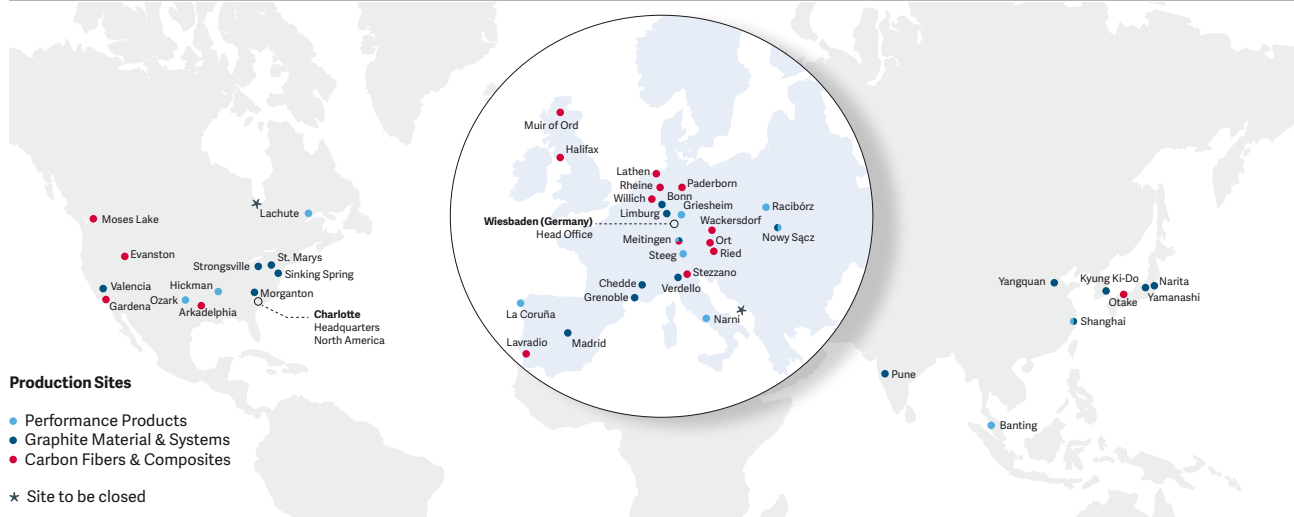 Moses Lake
Evanston
Valencia
Gardena
Lachute
Strongsville
St. Marys
Sinking Spring
Hickman
Ozark
Arkadelphia
Morganton
Charlotte
Headquarters
North America
Muir of Ord
Halifax
Lathen
Rheine
Paderborn
Willich
Bonn
Limburg
Griesheim
Wiesbaden (Germany)
Head Office
Wackersdorf
Meitingen
Ort
Steeg
Ried
Racibórz
Nowy Sącz
Stezzano
Chedde
Verdello
Grenoble
La Coruña
Narni
Lavradio
Madrid
Yangquan
Kyung Ki-Do
Narita
Otake
Yamanashi
Shanghai
Pune
Banting
Production Sites
Performance Products
Graphite Material & Systems
Carbon Fibers & Composites
Site to be closed